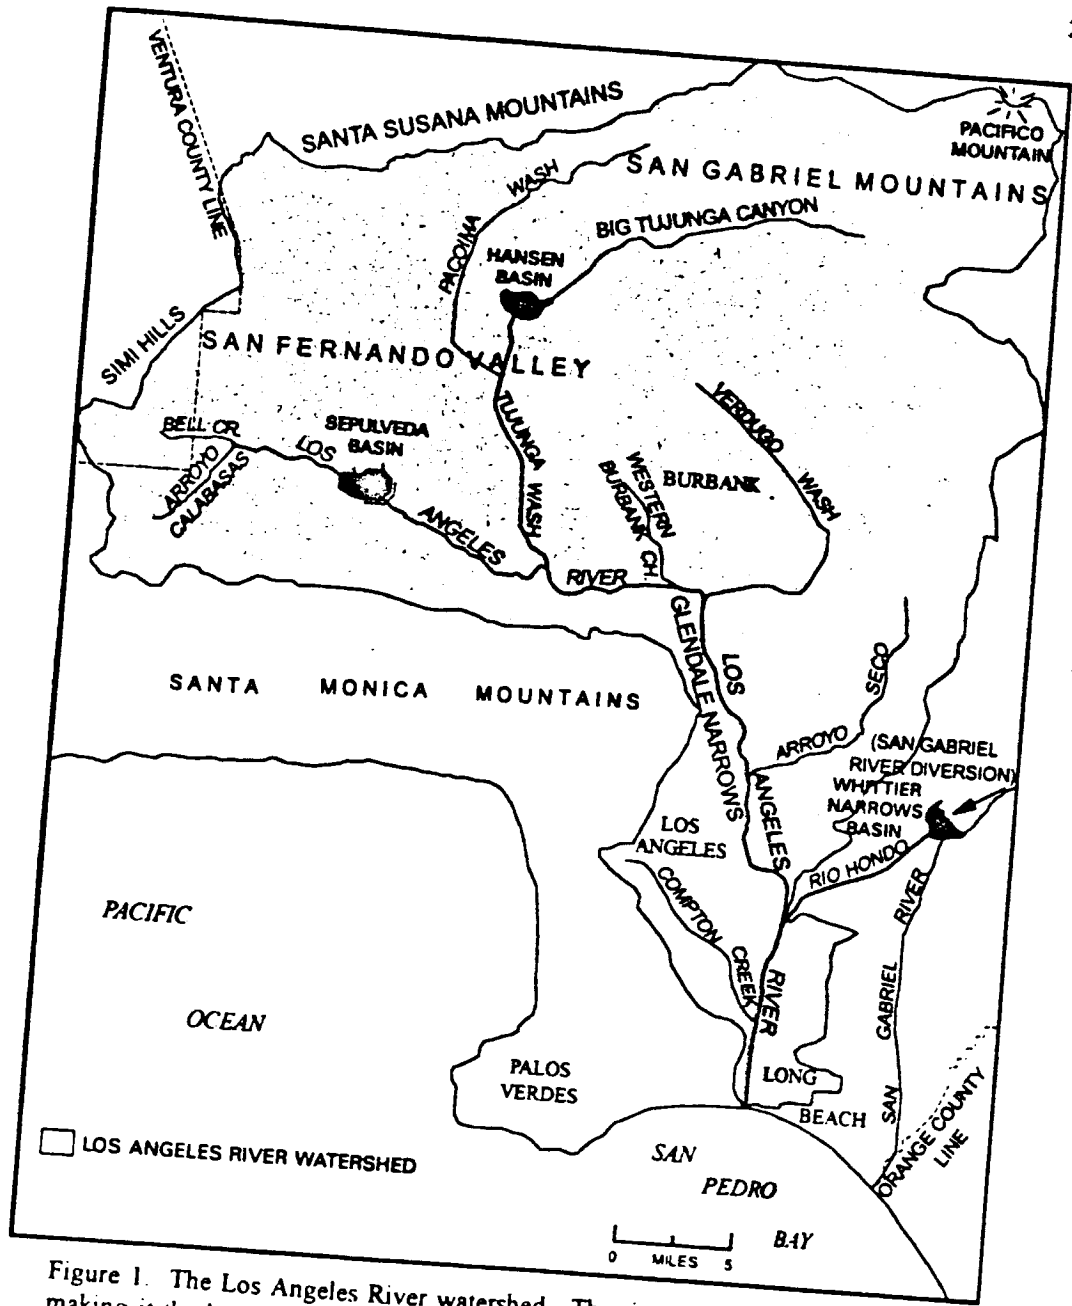 VENTURA COUNTY LINE
SANTA SUSANA MOUNTAINS
PACIFICO
MOUNTAIN
SAN GABRIEL MOUNTAINS
PACOIMA WASH
BIG TUJUNGA CANYON
HANSEN
BASIN
SIMI HILLS
SAN FERNANDO VALLEY
BELL CR.
ARROYO
CALABASAS
SEPULVEDA
BASIN
LOS ANGELES RIVER
TUJUNGA WASH
WESTERN
BURBANK CH.
BURBANK
VERDUGO WASH
GLENDALE NARROWS
LOS ANGELES RIVER
SANTA MONICA MOUNTAINS
ARROYO SECO
(SAN GABRIEL
RIVER DIVERSION)
WHITTIER
NARROWS
BASIN
LOS
ANGELES
RIO HONDO
COMPTON CREEK
SAN GABRIEL RIVER
PACIFIC
OCEAN
PALOS
VERDES
LONG
BEACH
ORANGE COUNTY
LINE
SAN
PEDRO
BAY
LOS ANGELES RIVER WATERSHED
0 MILES 5
Figure 1. The Los Angeles River watershed.
making it the